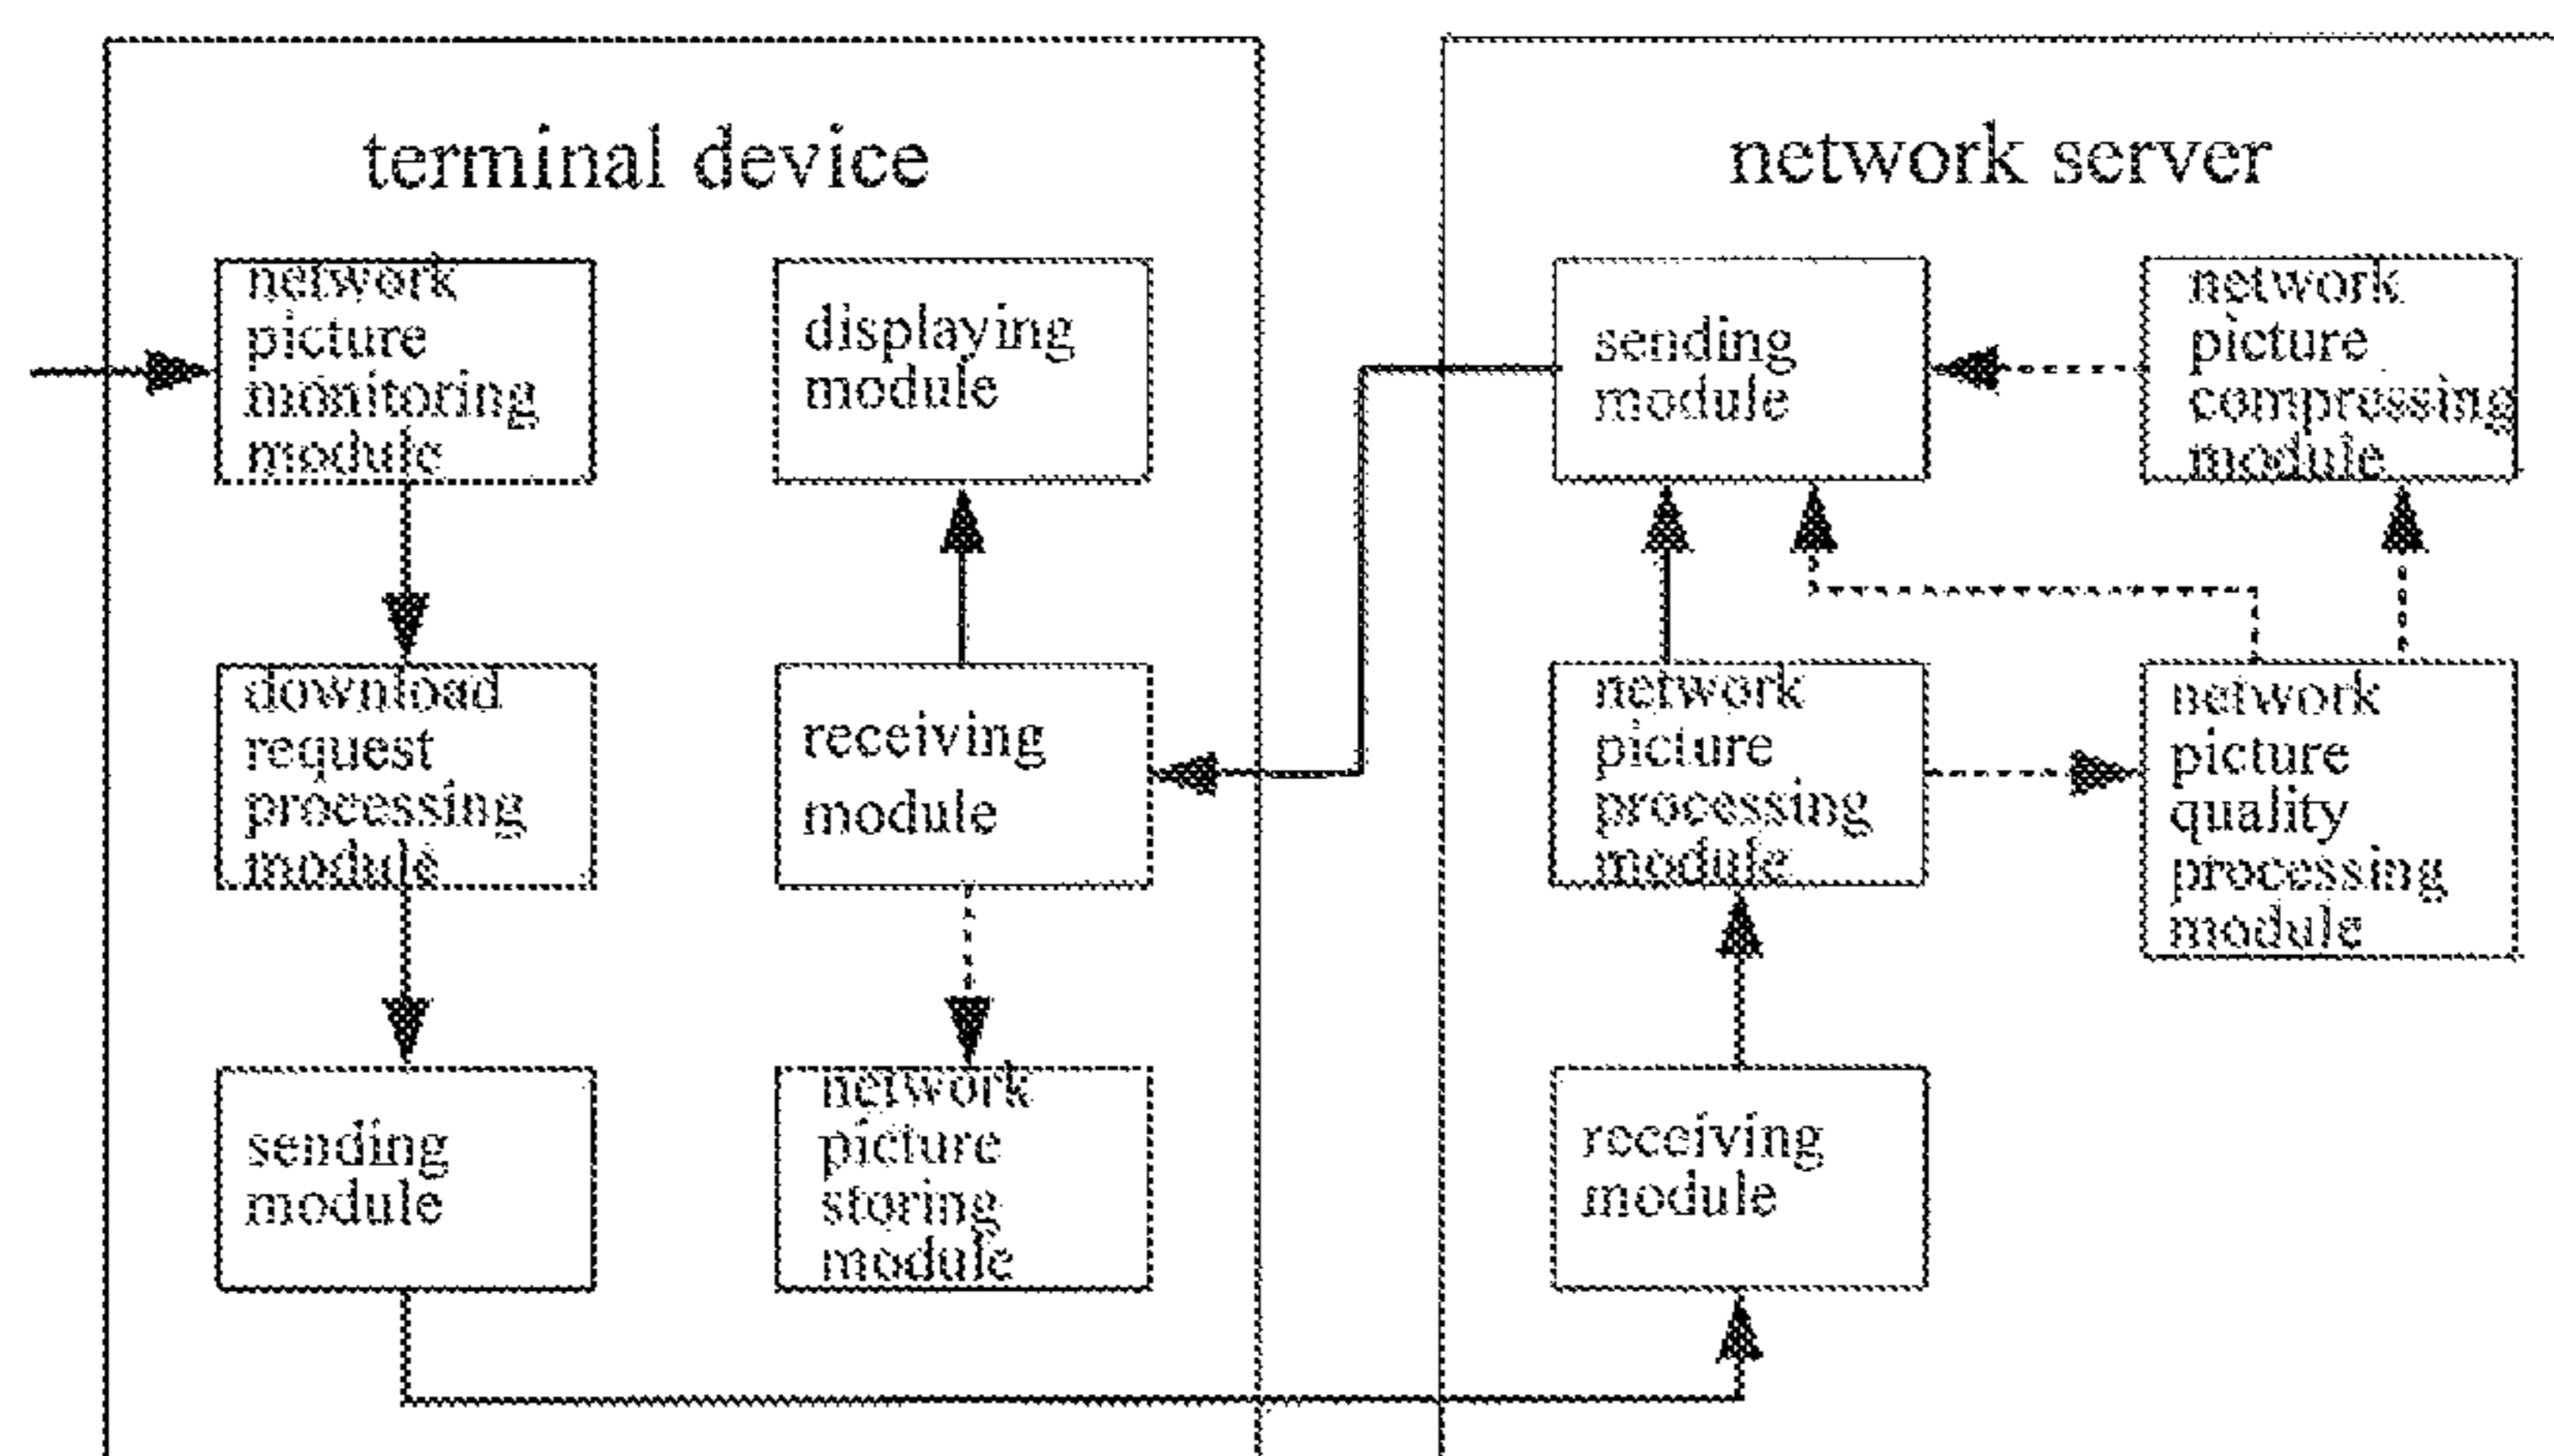 terminal device
network
picture
monitoring
module
displaying
module
download
request
processing
module
receiving
module
sending
module
network
picture
storing
module
network server
sending
module
network
picture
compressing
module
network
picture
processing
module
network
picture
quality
processing
module
receiving
module